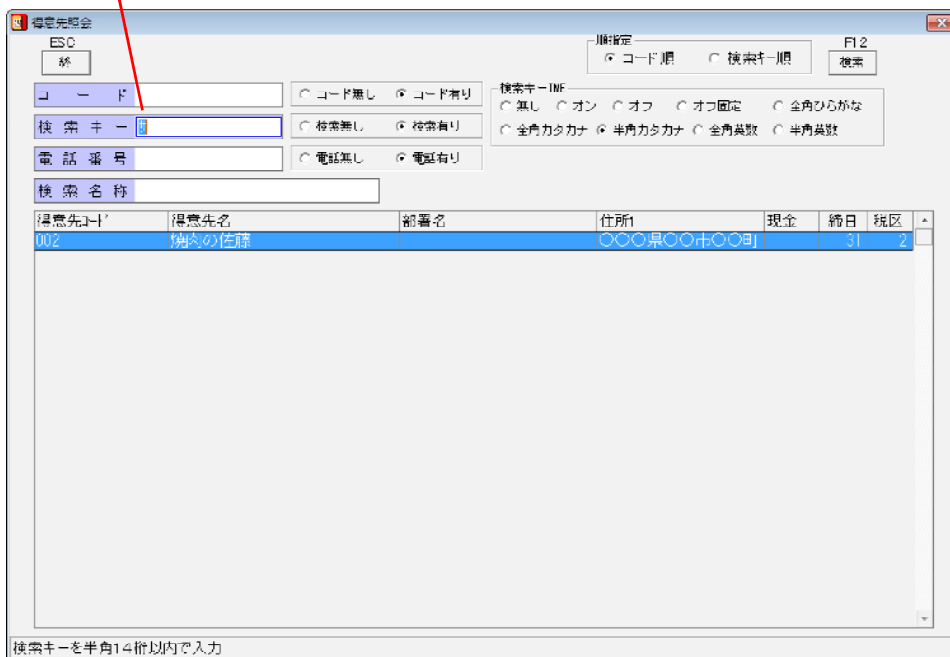 得意先照会
ESC
終
順指定
コード順 検索キー順
F12
検索
コード
コード無し コード有り
検索キーINE
無し オン オフ オフ固定 全角ひらがな
全角カタカナ 半角カタカナ 全角英数 半角英数
検索キー
検索無し 検索有り
電話番号
電話無し 電話有り
検索名称
得意先コード 得意先名 部署名 住所1 現金 締日 税区
002 焼肉の佐藤 〇〇〇県〇〇市〇〇町 31 2
検索キーを半角14桁以内で入力